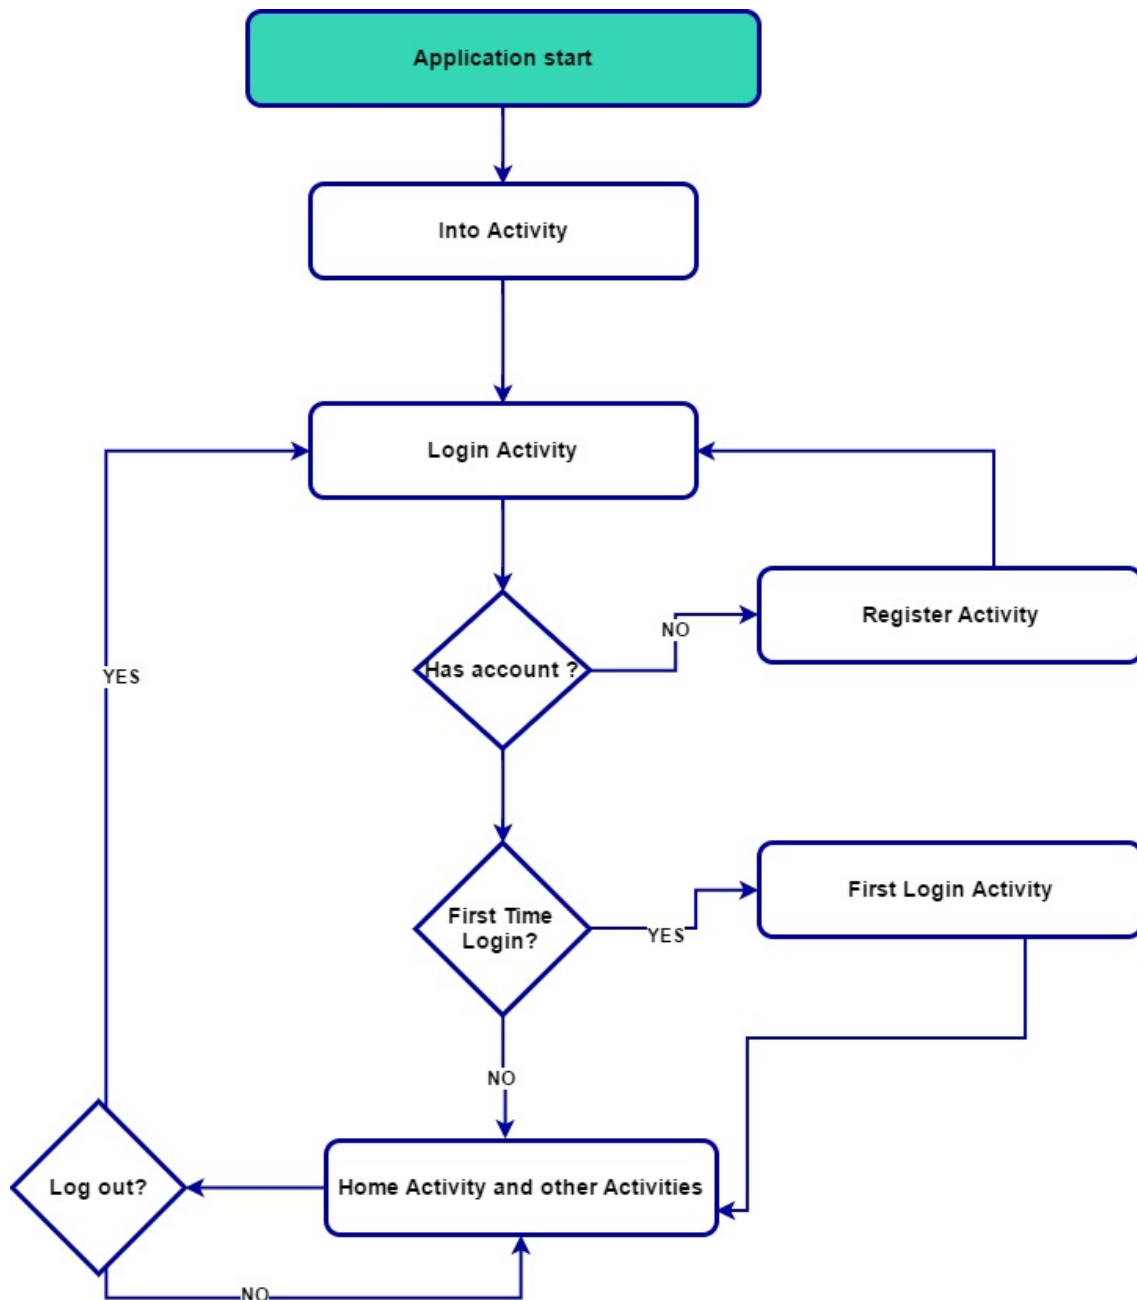 Application start
Into Activity
Login Activity
Register Activity
NO
Has account ?
YES
First Login Activity
First Time
Login?
YES
NO
Log out?
Home Activity and other Activities
NO